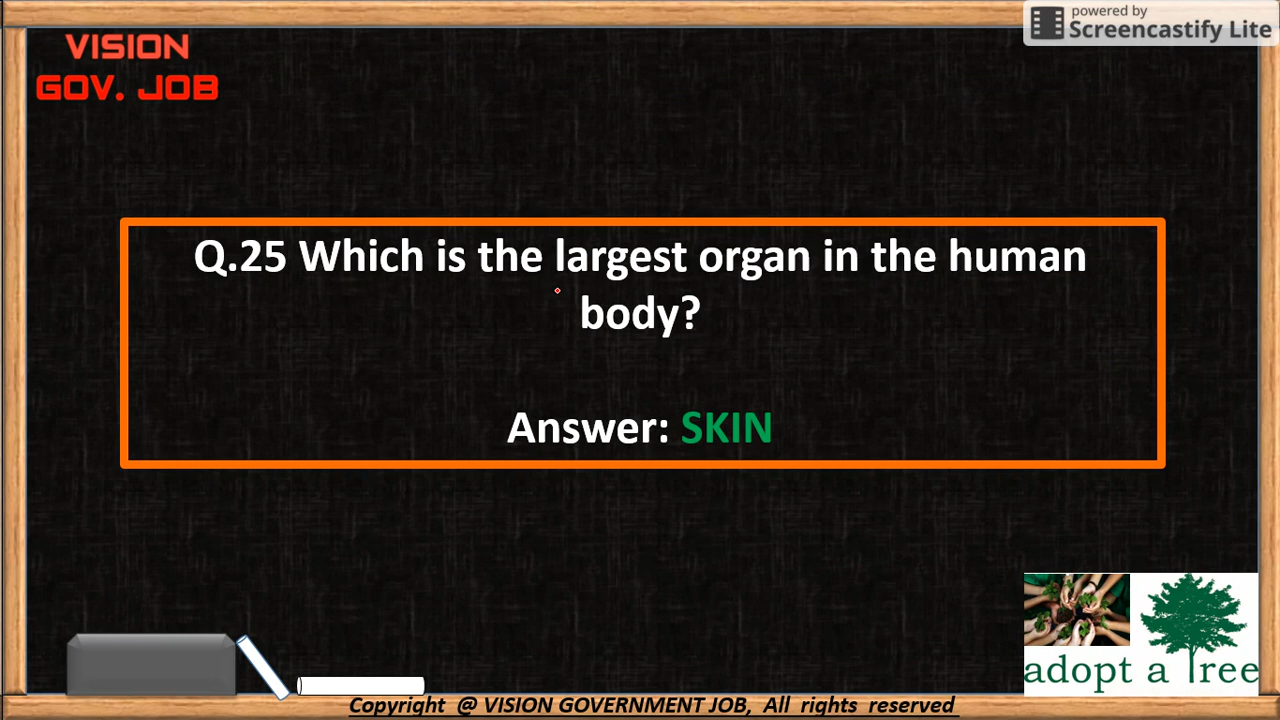 powered by
Screencastify Lite
VISION
GOV. JOB
Q.25 Which is the largest organ in the human
body?
Answer: SKIN
adopt a Tree
Copyright @ VISION GOVERNMENT JOB, All rights reserved